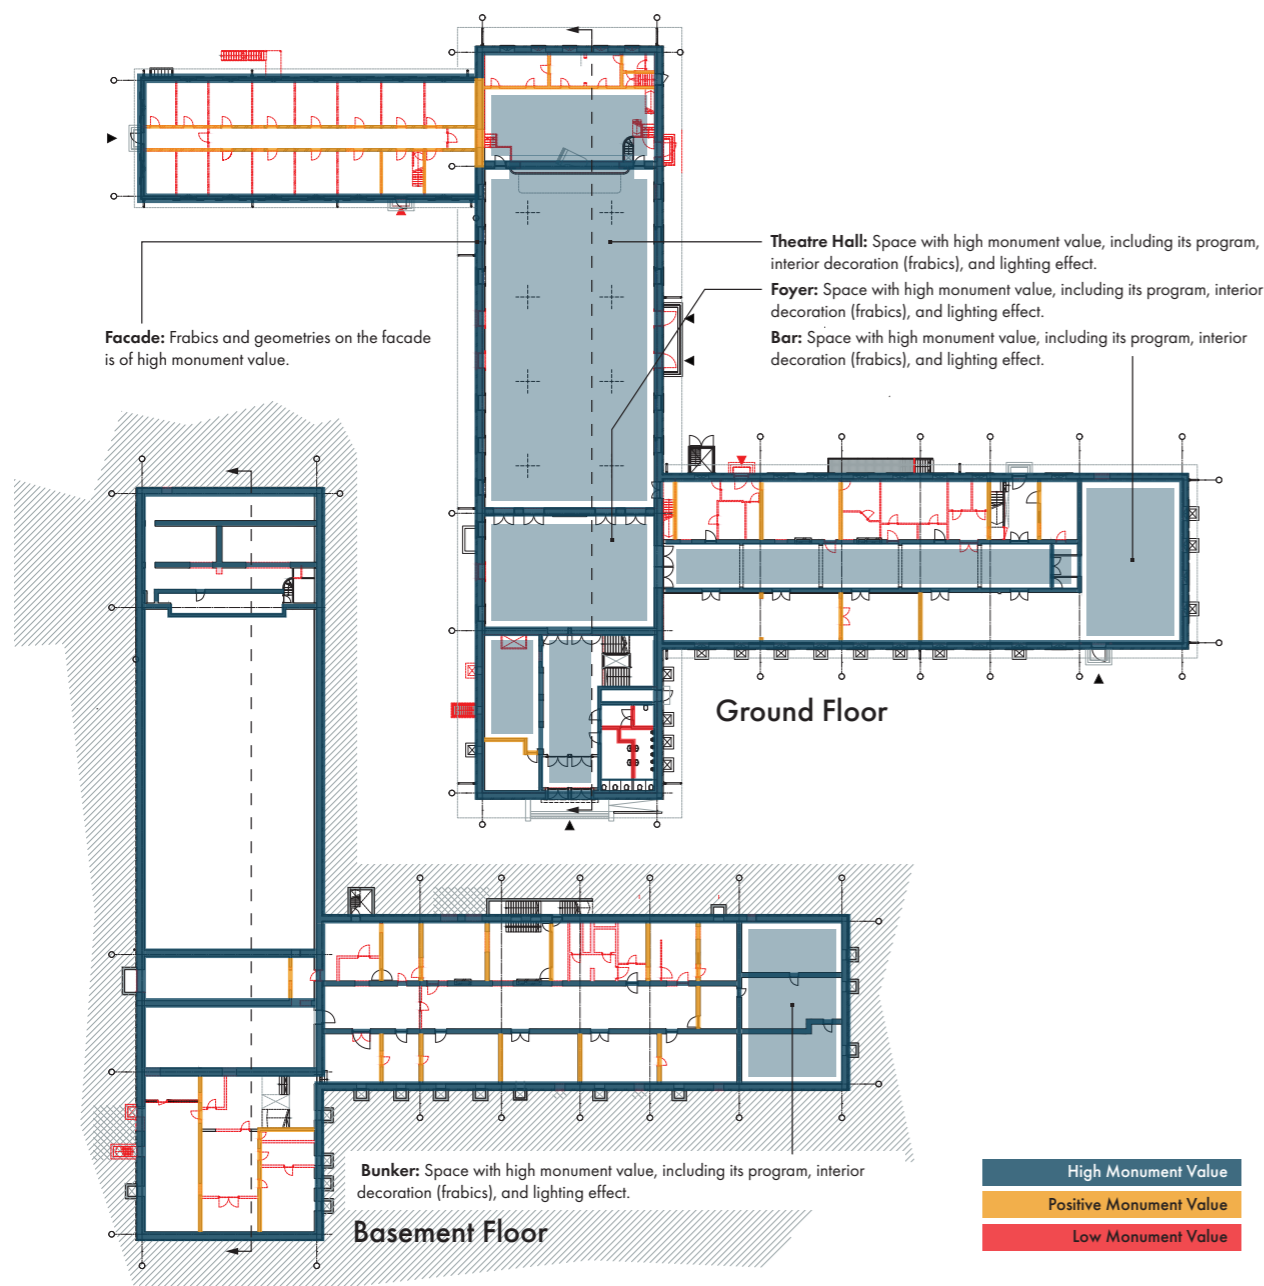 Theatre Hall: Space with high monument value, including its program,
interior decoration (frabics), and lighting effect.
Foyer: Space with high monument value, including its program, interior
decoration (frabics), and lighting effect.
Bar: Space with high monument value, including its program, interior
decoration (frabics), and lighting effect.
Facade: Frabics and geometries on the facade
is of high monument value.
Ground Floor
Bunker: Space with high monument value, including its program, interior
decoration (frabics), and lighting effect.
Basement Floor
High Monument Value
Positive Monument Value
Low Monument Value